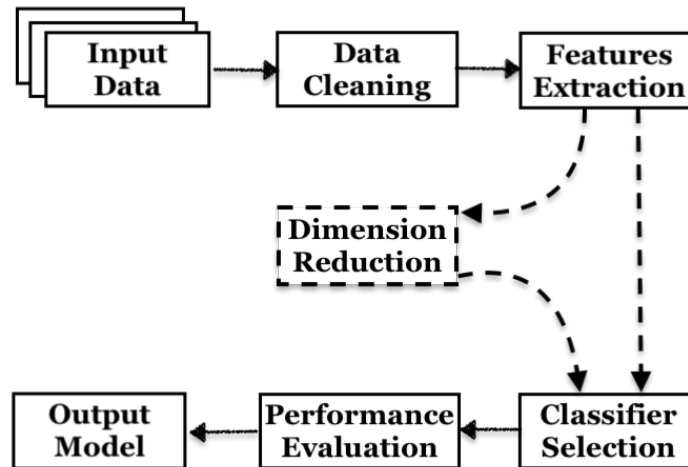 Input
Data
Data
Cleaning
Features
Extraction
Dimension
Reduction
Output
Model
Performance
Evaluation
Classifier
Selection